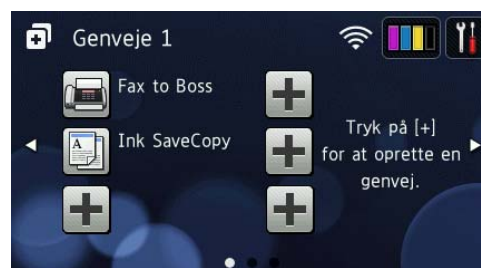 Genveje 1
Fax to Boss
Ink SaveCopy
Tryk på [+]
for at oprette en
genvej.